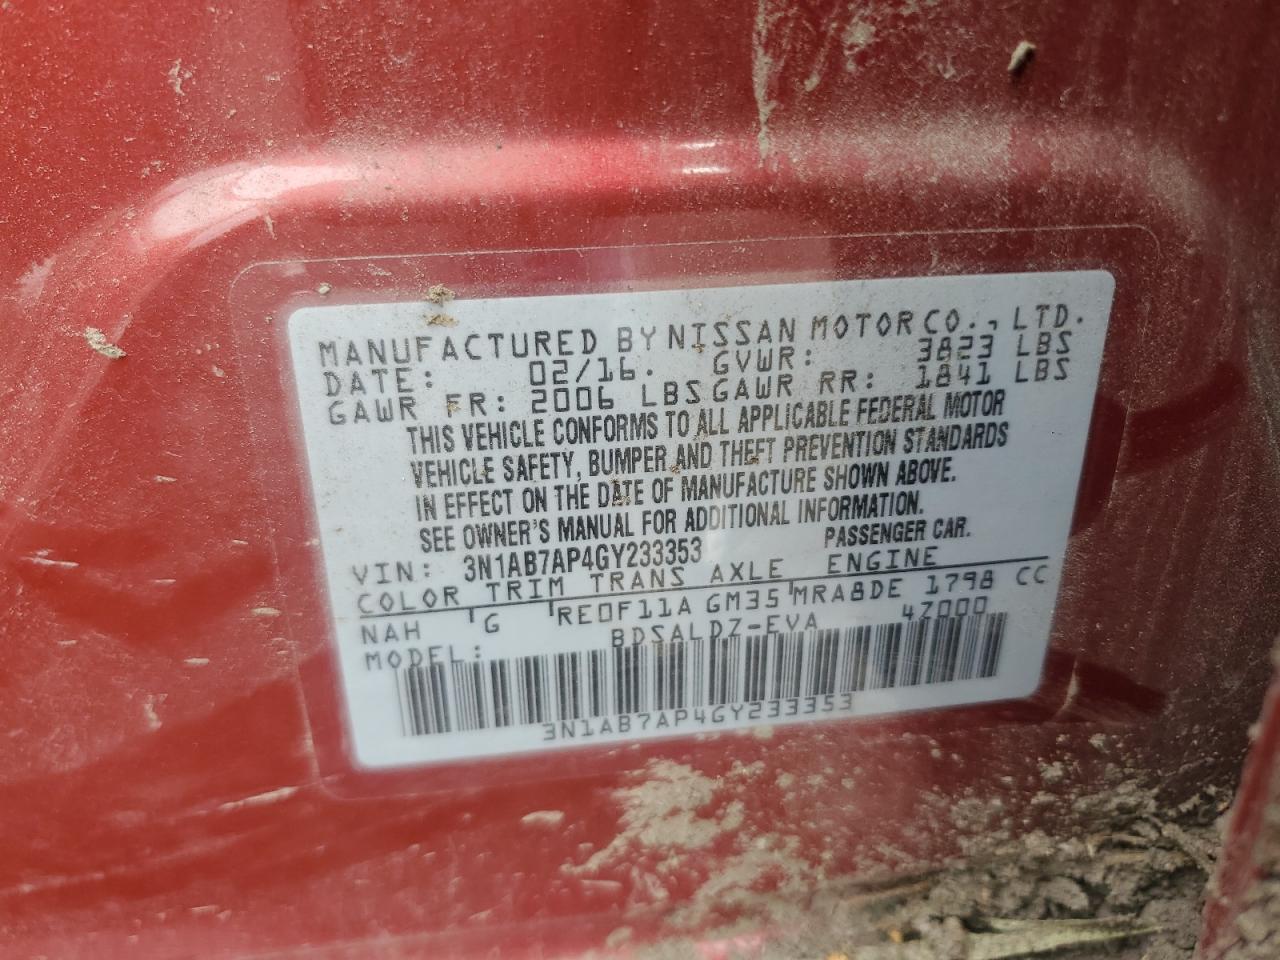 MANUFACTURED BY NISSAN MOTOR CO., LTD.
DATE: 02/16. GVWR: 3823 LBS
GAWR FR: 2006 LBS GAWR RR: 1841 LBS
THIS VEHICLE CONFORMS TO ALL APPLICABLE FEDERAL MOTOR
VEHICLE SAFETY, BUMPER AND THEFT PREVENTION STANDARDS
IN EFFECT ON THE DATE OF MANUFACTURE SHOWN ABOVE.
SEE OWNER'S MANUAL FOR ADDITIONAL INFORMATION.
VIN: 3N1AB7AP4GY233353 PASSENGER CAR.
COLOR TRIM TRANS AXLE ENGINE
NAH G RE0F11A GM35 MRA8DE 1798 CC
MODEL: BDSALDZ-EVA 4Z000
3N1AB7AP4GY233353